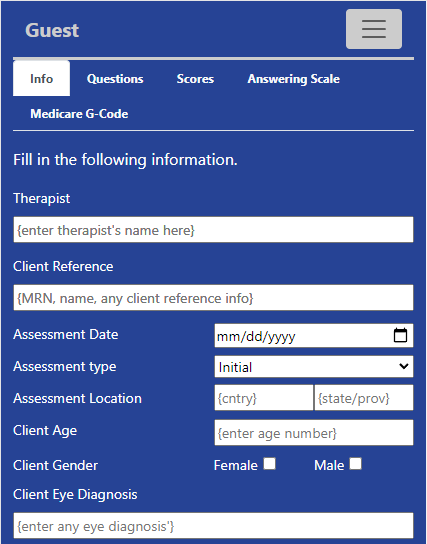 Guest
Info Questions Scores Answering Scale
Medicare G-Code
Fill in the following information.
Therapist
{enter therapist's name here}
Client Reference
{MRN, name, any client reference info}
Assessment Date mm/dd/yyyy
Assessment type Initial
Assessment Location {cntry} {state/prov}
Client Age {enter age number}
Client Gender Female Male
Client Eye Diagnosis
{enter any eye diagnosis'}